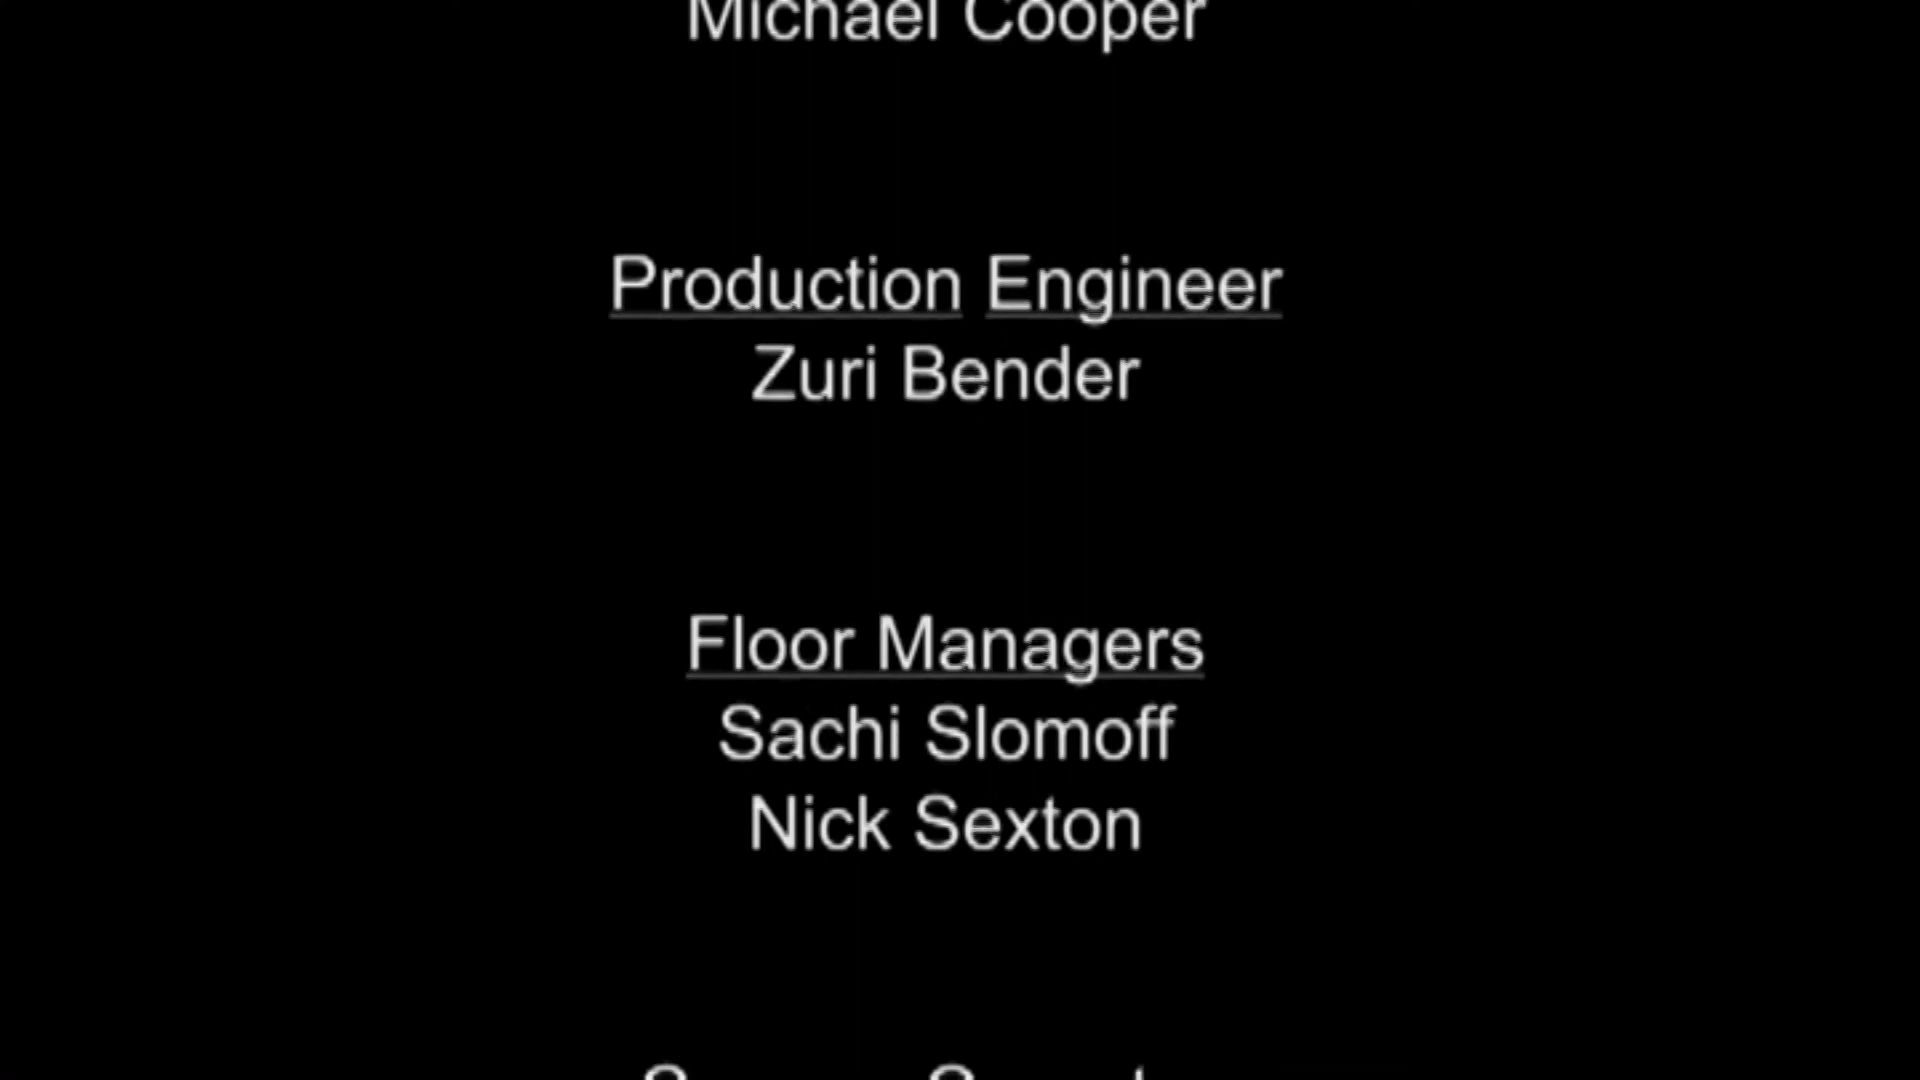 Michael Cooper
Production Engineer
Zuri Bender
Floor Managers
Sachi Slomoff
Nick Sexton